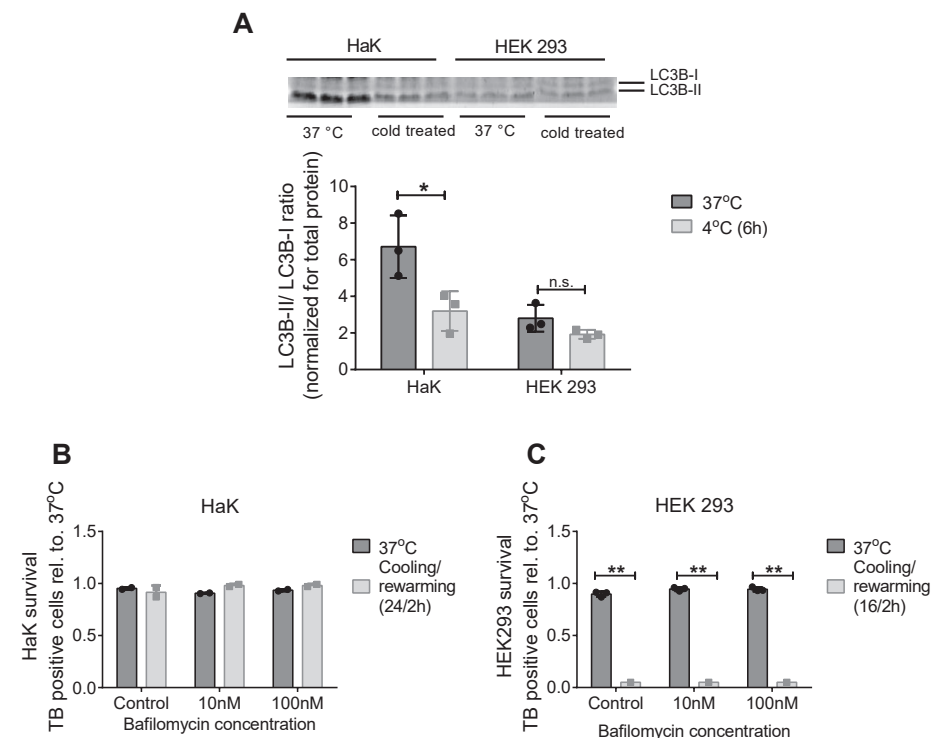 A
HaK
HEK 293
LC3B-I
LC3B-II
37 °C
cold treated
37 °C
cold treated
LC3B-II/ LC3B-I ratio
(normalized for total protein)
10
8
6
4
2
0
*
n.s.
HaK
HEK 293
37°C
4°C (6h)
B
HaK
HaK survival
TB positive cells rel. to. 37°C
1.5
1.0
0.5
0.0
Control
10nM
100nM
Bafilomycin concentration
37°C
Cooling/
rewarming
(24/2h)
C
HEK 293
HEK293 survival
TB positive cells rel. to. 37°C
1.5
1.0
0.5
0.0
**
**
**
Control
10nM
100nM
Bafilomycin concentration
37°C
Cooling/
rewarming
(16/2h)